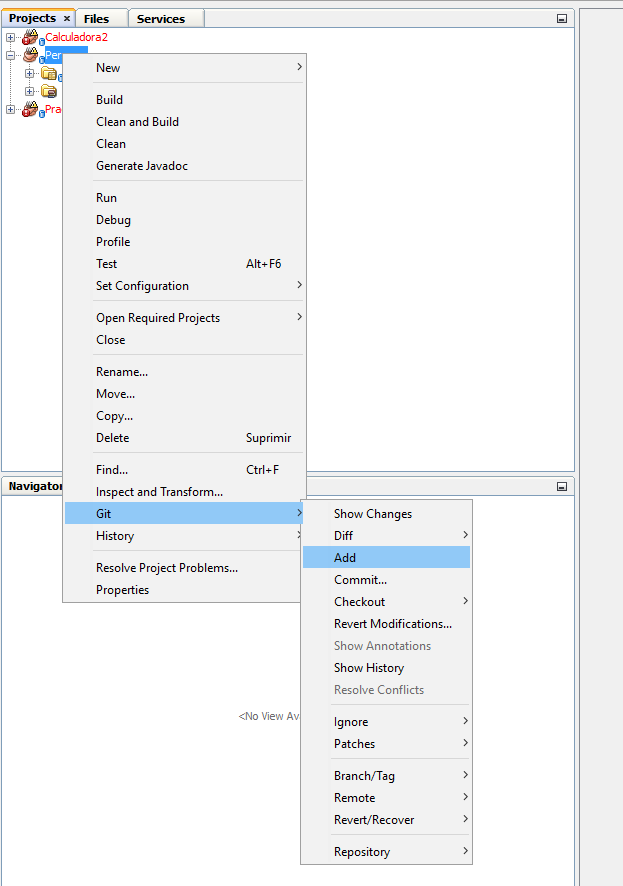 Projects × Files Services
Calculadora2
Per
Pra
New
Build
Clean and Build
Clean
Generate Javadoc
Run
Debug
Profile
Test Alt+F6
Set Configuration
Open Required Projects
Close
Rename...
Move...
Copy...
Delete Suprimir
Find... Ctrl+F
Inspect and Transform...
Git
History
Resolve Project Problems...
Properties
Navigator
<No View Av
Show Changes
Diff
Add
Commit...
Checkout
Revert Modifications...
Show Annotations
Show History
Resolve Conflicts
Ignore
Patches
Branch/Tag
Remote
Revert/Recover
Repository